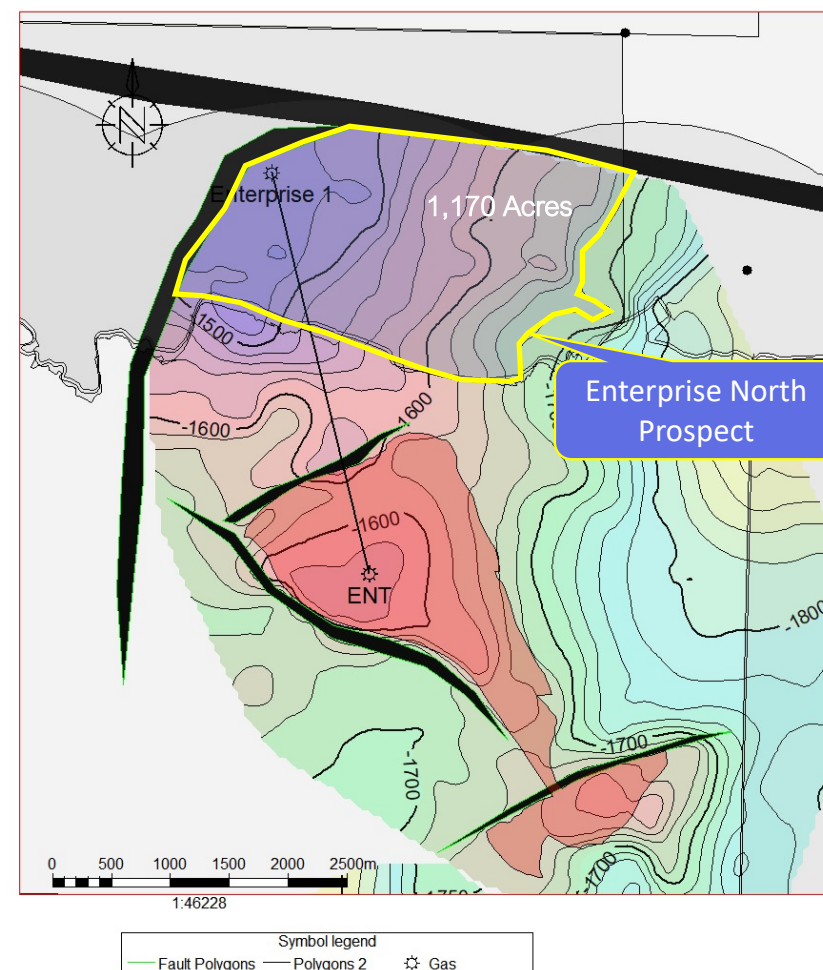 N
Enterprise 1
1,170 Acres
-1500
-1600
1600
Enterprise North
Prospect
-1600
ENT
-1800
-1700
-1700
-1700
0 500 1000 1500 2000 2500m
1:46228
Symbol legend
Fault Polygons Polygons 2 Gas